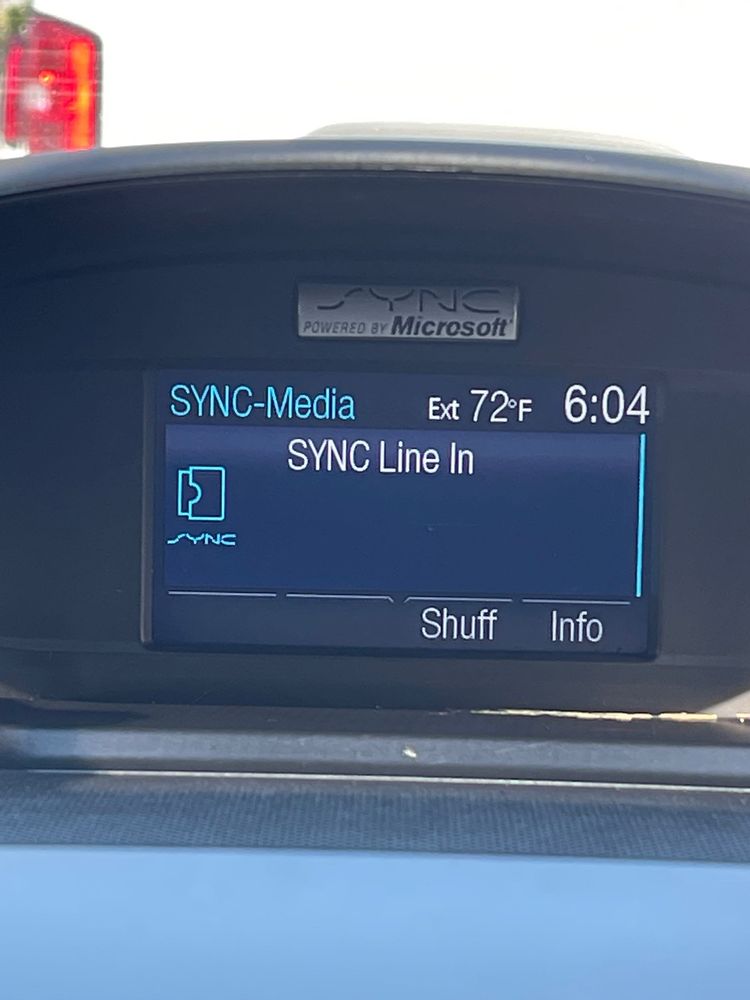 SYNC
POWERED BY Microsoft®
SYNC-Media Ext 72°F 6:04
SYNC Line In
SYNC
Shuff Info